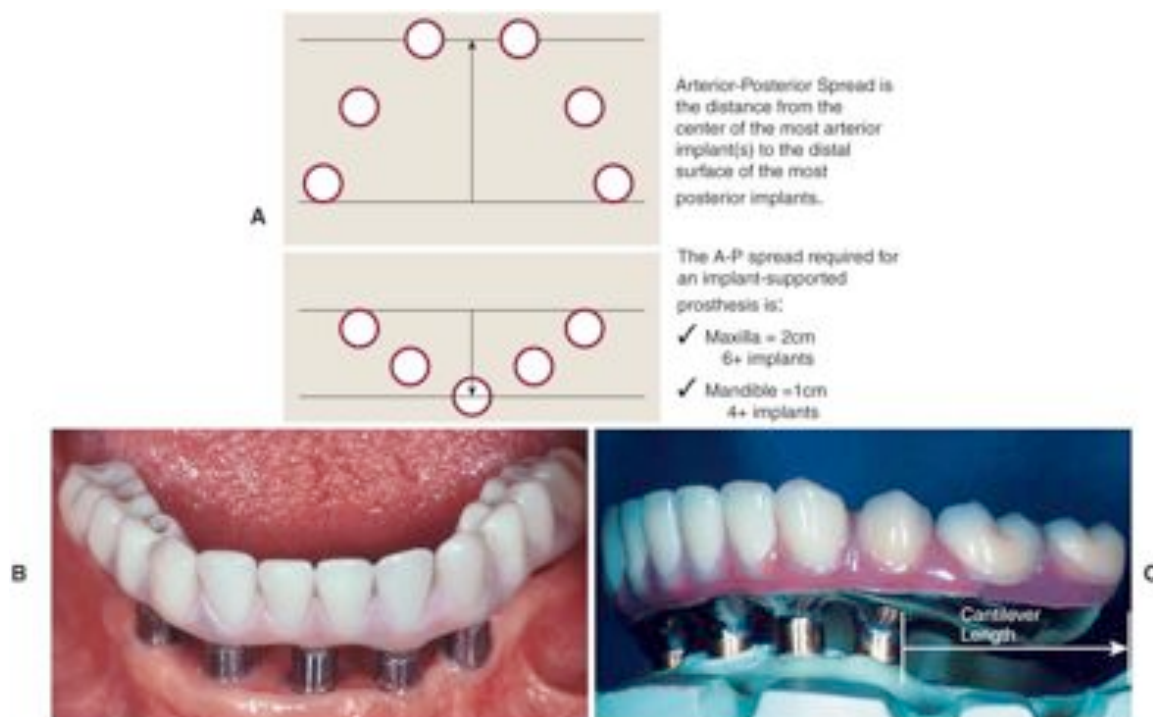 Arterior-Posterior Spread is
the distance from the
center of the most arterior
implant(s) to the distal
surface of the most
posterior implants.
A
The A-P spread required for
an implant-supported
prosthesis is:
✓ Maxilla = 2cm
6+ implants
✓ Mandible =1cm
4+ implants
B
Cantilever
Length
C